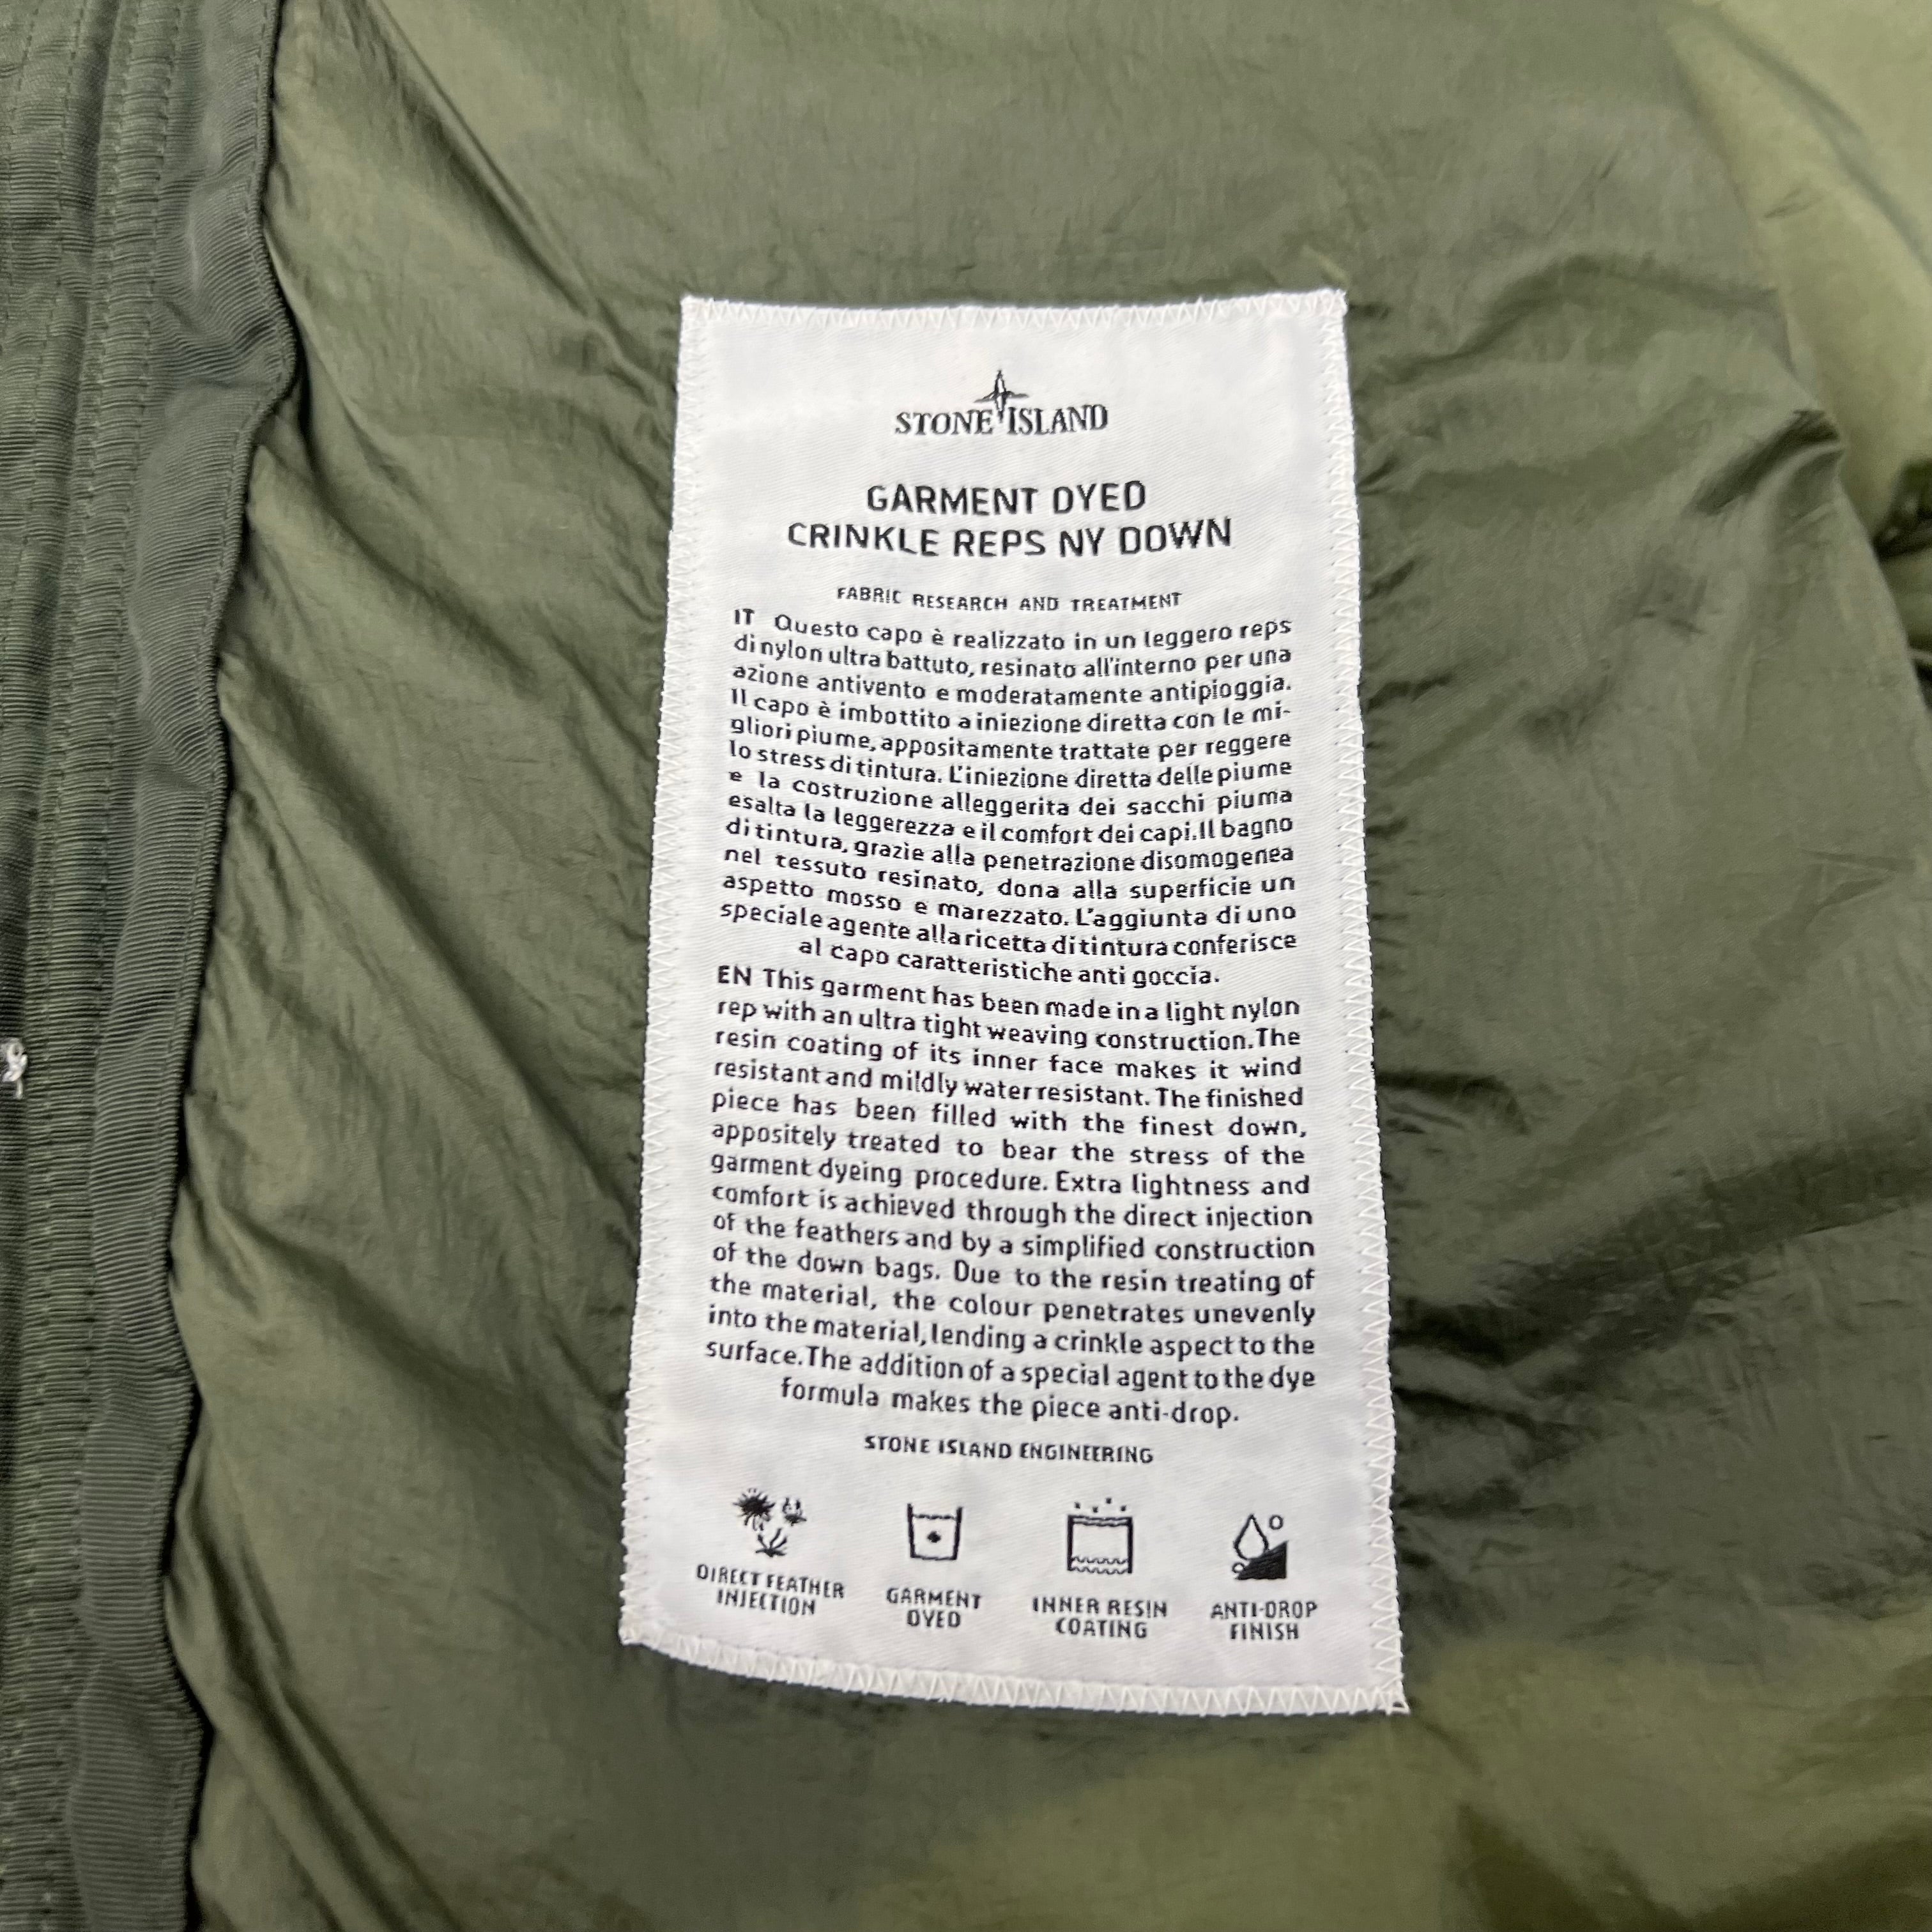 STONE ISLAND
GARMENT DYED
CRINKLE REPS NY DOWN
FABRIC RESEARCH AND TREATMENT
IT Questo capo è realizzato in un leggero reps
di nylon ultra battuto, resinato all'interno per una
azione antivento e moderatamente antipioggia.
Il capo è imbottito a iniezione diretta con le mi-
gliori piume, appositamente trattate per reggere
lo stress di tintura. L'iniezione diretta delle piume
e la costruzione alleggerita dei sacchi piuma
esalta la leggerezza e il comfort dei capi. Il bagno
di tintura, grazie alla penetrazione disomogenea
nel tessuto resinato, dona alla superficie un
aspetto mosso e marezzato. L'aggiunta di uno
speciale agente alla ricetta di tintura conferisce
al capo caratteristiche anti goccia.
EN This garment has been made in a light nylon
rep with an ultra tight weaving construction. The
resin coating of its inner face makes it wind
resistant and mildly water resistant. The finished
piece has been filled with the finest down,
appositely treated to bear the stress of the
garment dyeing procedure. Extra lightness and
comfort is achieved through the direct injection
of the feathers and by a simplified construction
of the down bags. Due to the resin treating of
the material, the colour penetrates unevenly
into the material, lending a crinkle aspect to the
surface. The addition of a special agent to the dye
formula makes the piece anti-drop.
STONE ISLAND ENGINEERING
DIRECT FEATHER
INJECTION
GARMENT
DYED
INNER RESIN
COATING
ANTI-DROP
FINISH